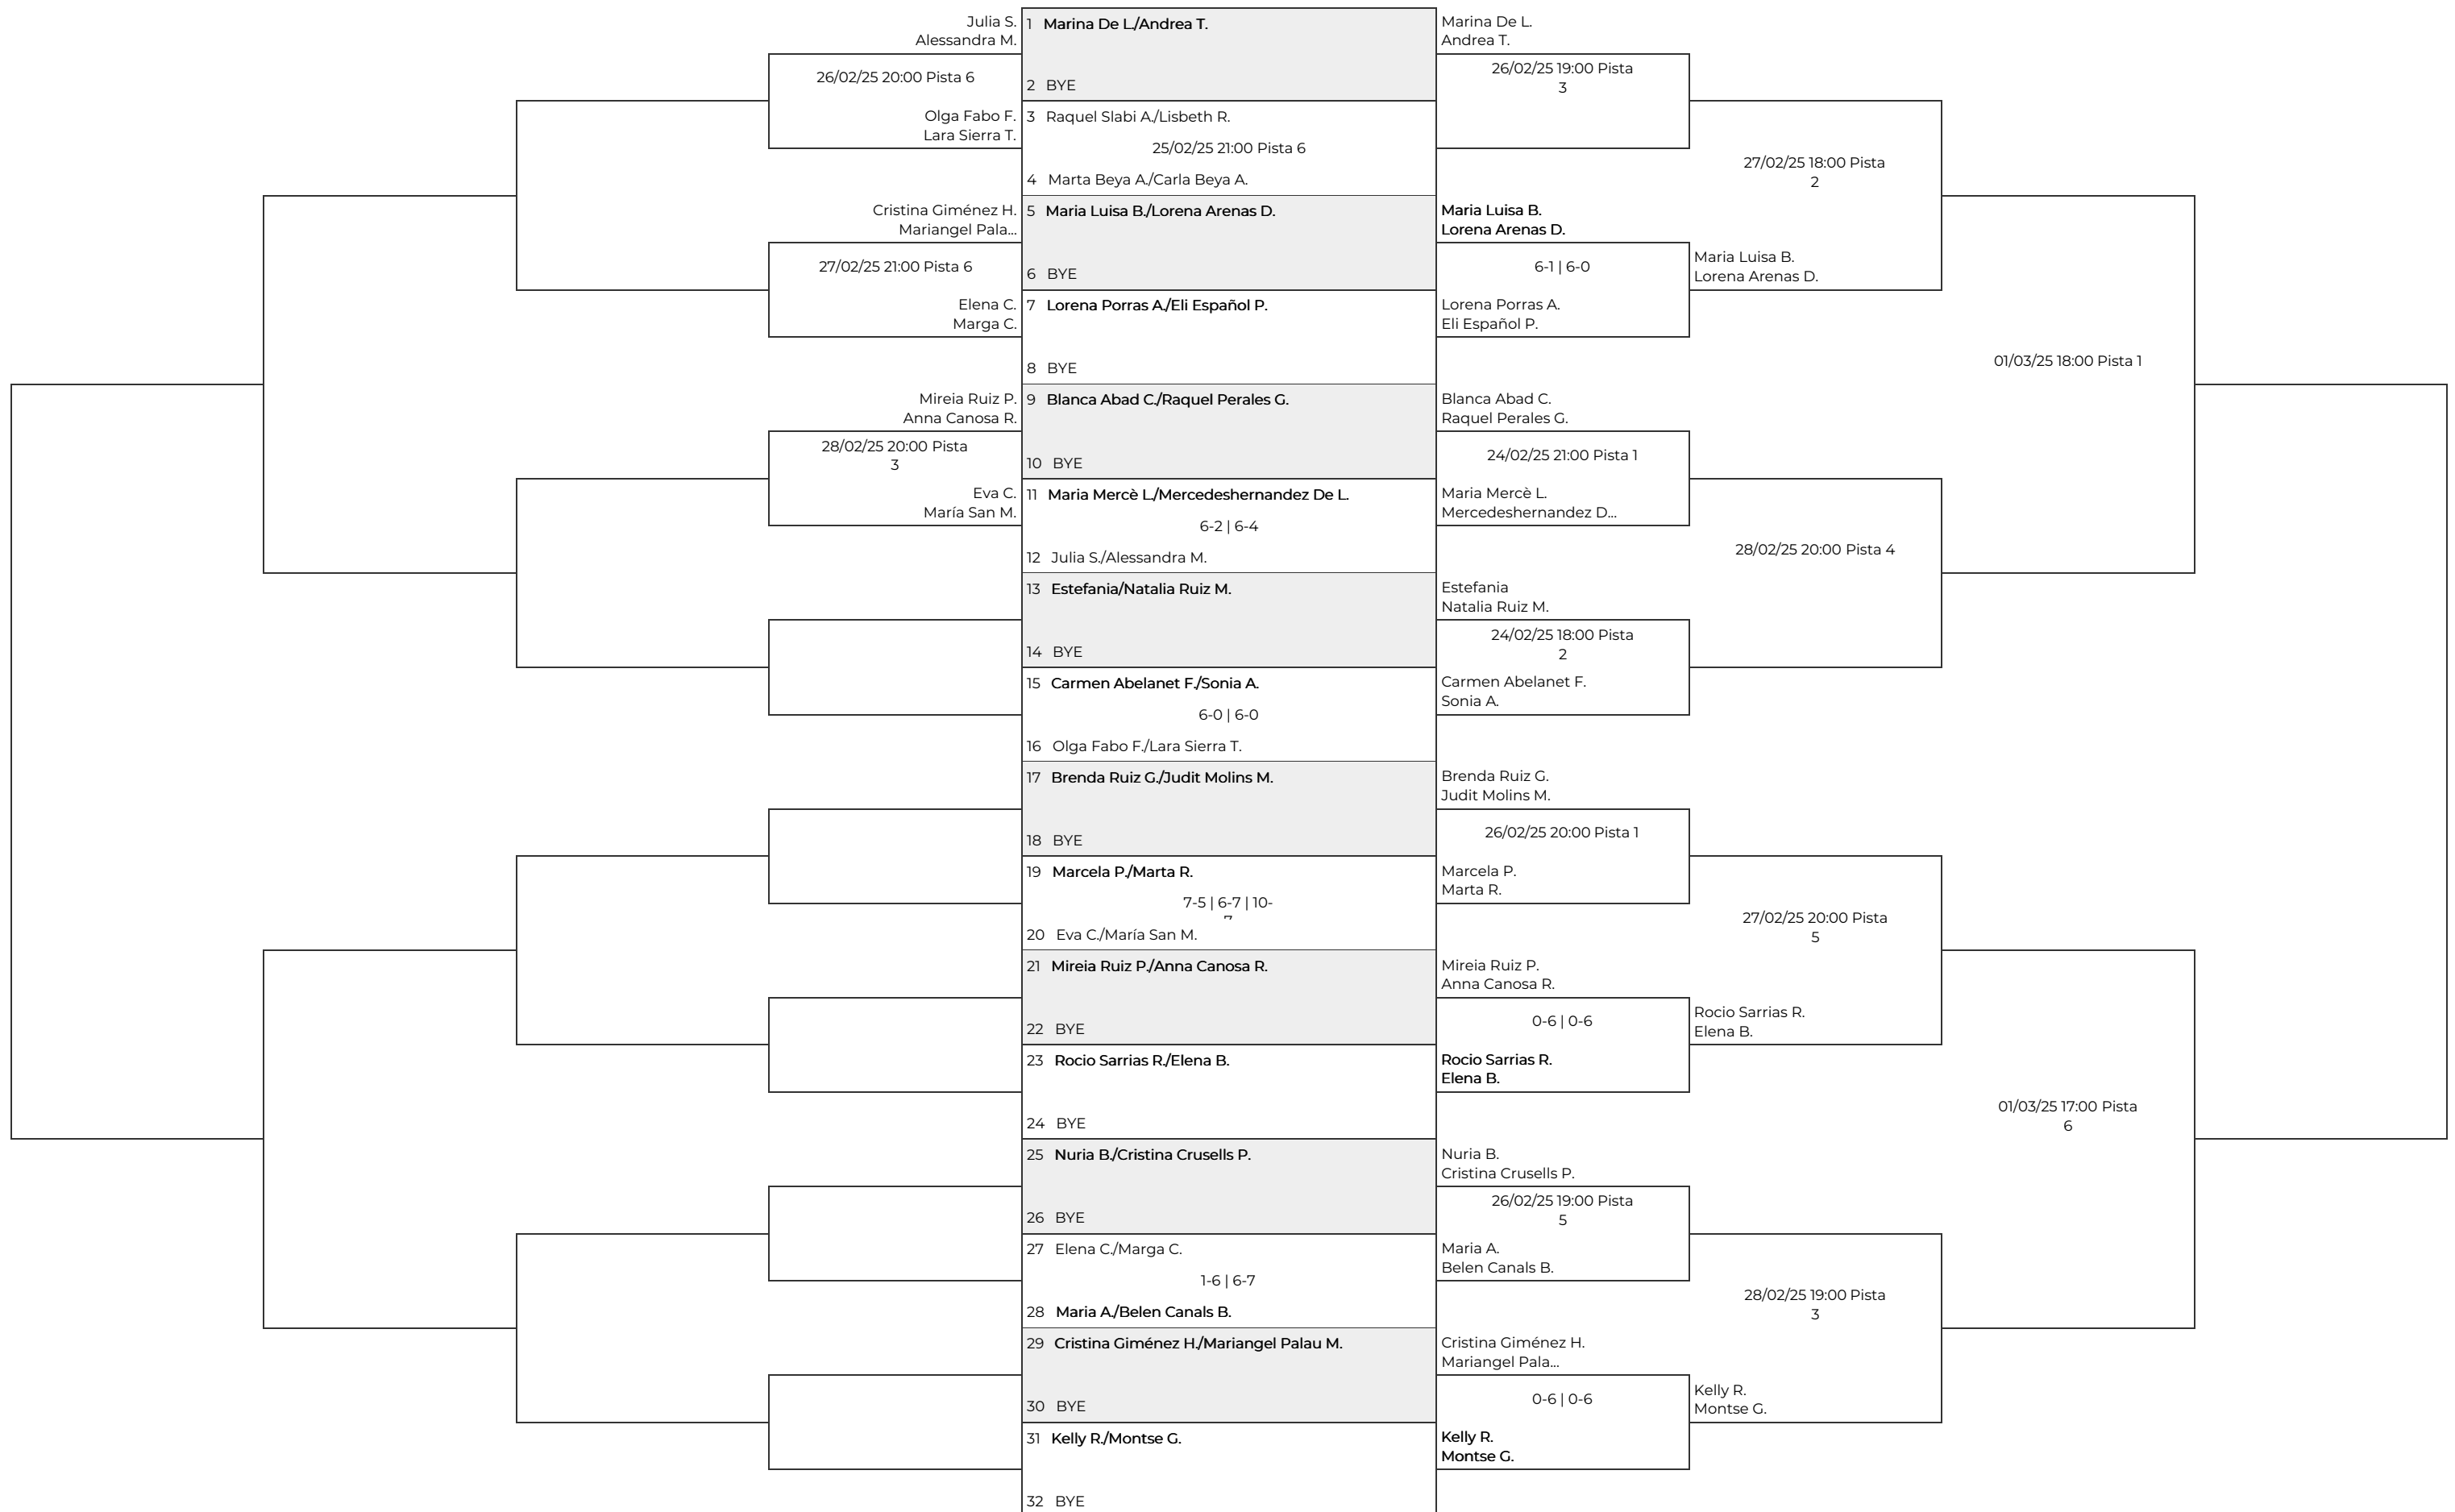 Julia S.
Alessandra M.
26/02/25 20:00 Pista 6
Olga Fabo F.
Lara Sierra T.
Cristina Giménez H.
Mariangel Pala...
27/02/25 21:00 Pista 6
Elena C.
Marga C.
Mireia Ruiz P.
Anna Canosa R.
28/02/25 20:00 Pista
3
Eva C.
María San M.
1 Marina De L./Andrea T.
2 BYE
3 Raquel Slabi A./Lisbeth R.
25/02/25 21:00 Pista 6
4 Marta Beya A./Carla Beya A.
5 Maria Luisa B./Lorena Arenas D.
6 BYE
7 Lorena Porras A./Eli Español P.
8 BYE
9 Blanca Abad C./Raquel Perales G.
10 BYE
11 Maria Mercè L./Mercedeshernandez De L.
6-2 | 6-4
12 Julia S./Alessandra M.
13 Estefania/Natalia Ruiz M.
14 BYE
15 Carmen Abelanet F./Sonia A.
6-0 | 6-0
16 Olga Fabo F./Lara Sierra T.
17 Brenda Ruiz G./Judit Molins M.
18 BYE
19 Marcela P./Marta R.
7-5 | 6-7 | 10-
7
20 Eva C./María San M.
21 Mireia Ruiz P./Anna Canosa R.
22 BYE
23 Rocio Sarrias R./Elena B.
24 BYE
25 Nuria B./Cristina Crusells P.
26 BYE
27 Elena C./Marga C.
1-6 | 6-7
28 Maria A./Belen Canals B.
29 Cristina Giménez H./Mariangel Palau M.
30 BYE
31 Kelly R./Montse G.
32 BYE
Marina De L.
Andrea T.
26/02/25 19:00 Pista
3
Maria Luisa B.
Lorena Arenas D.
6-1 | 6-0
Lorena Porras A.
Eli Español P.
Blanca Abad C.
Raquel Perales G.
24/02/25 21:00 Pista 1
Maria Mercè L.
Mercedeshernandez D...
Estefania
Natalia Ruiz M.
24/02/25 18:00 Pista
2
Carmen Abelanet F.
Sonia A.
Brenda Ruiz G.
Judit Molins M.
26/02/25 20:00 Pista 1
Marcela P.
Marta R.
Mireia Ruiz P.
Anna Canosa R.
0-6 | 0-6
Rocio Sarrias R.
Elena B.
Nuria B.
Cristina Crusells P.
26/02/25 19:00 Pista
5
Maria A.
Belen Canals B.
Cristina Giménez H.
Mariangel Pala...
0-6 | 0-6
Kelly R.
Montse G.
27/02/25 18:00 Pista
2
Maria Luisa B.
Lorena Arenas D.
28/02/25 20:00 Pista 4
27/02/25 20:00 Pista
5
Rocio Sarrias R.
Elena B.
28/02/25 19:00 Pista
3
Kelly R.
Montse G.
01/03/25 18:00 Pista 1
01/03/25 17:00 Pista
6